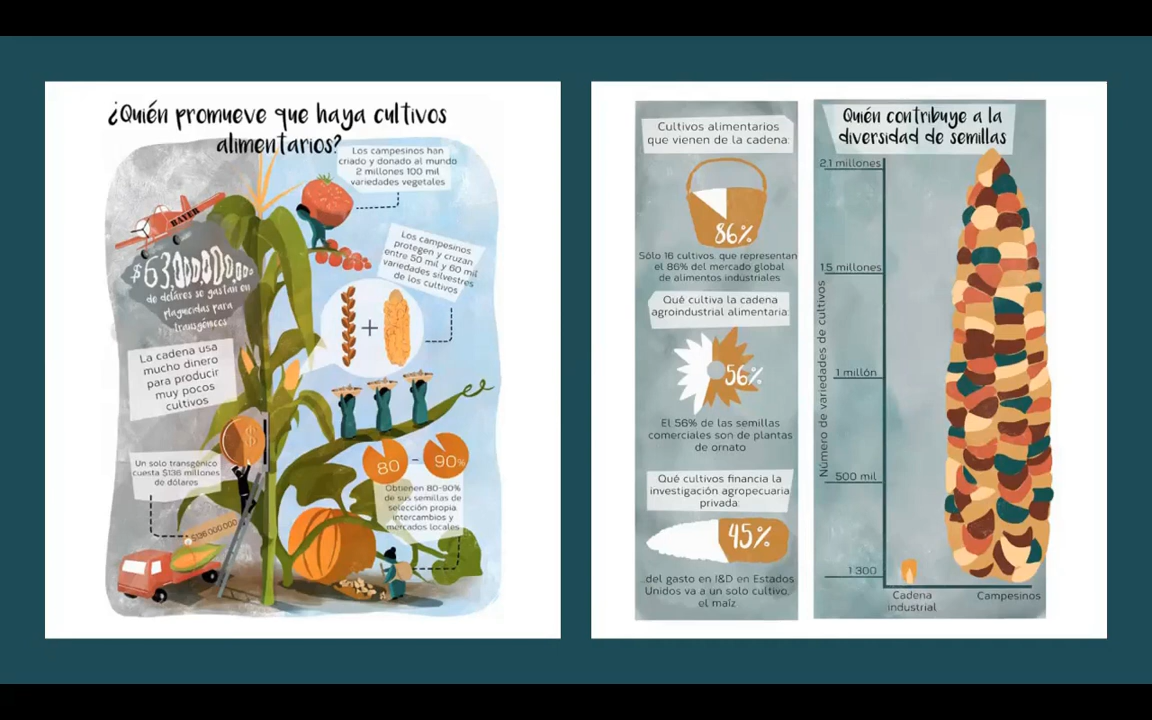 ¿Quién promueve que haya cultivos
alimentarios?
Los campesinos han
criado y donado al mundo
2 millones 100 mil
variedades vegetales
BAYER
Los campesinos
protegen y cruzan
entre 50 mil y 60 mil
variedades silvestres
de los cultivos
$63,000,000,000
de dólares se gastan en
plaguicidas para
transgénicos
La cadena usa
mucho dinero
para producir
muy pocos
cultivos
$
80 - 90%
Un solo transgénico
cuesta $136 millones
de dólares
Obtienen 80-90%
de sus semillas de
selección propia,
intercambios y
mercados locales
$136 000 000
Cultivos alimentarios
que vienen de la cadena:
86%
Sólo 16 cultivos, que representan
el 86% del mercado global
de alimentos industriales
Qué cultiva la cadena
agroindustrial alimentaria:
56%
El 56% de las semillas
comerciales son de plantas
de ornato
Qué cultivos financia la
investigación agropecuaria
privada:
45%
...del gasto en I&D en Estados
Unidos va a un solo cultivo,
el maíz
Quién contribuye a la
diversidad de semillas
2.1 millones
1.5 millones
1 millón
500 mil
1 300
Número de variedades de cultivos
Cadena
industrial
Campesinos